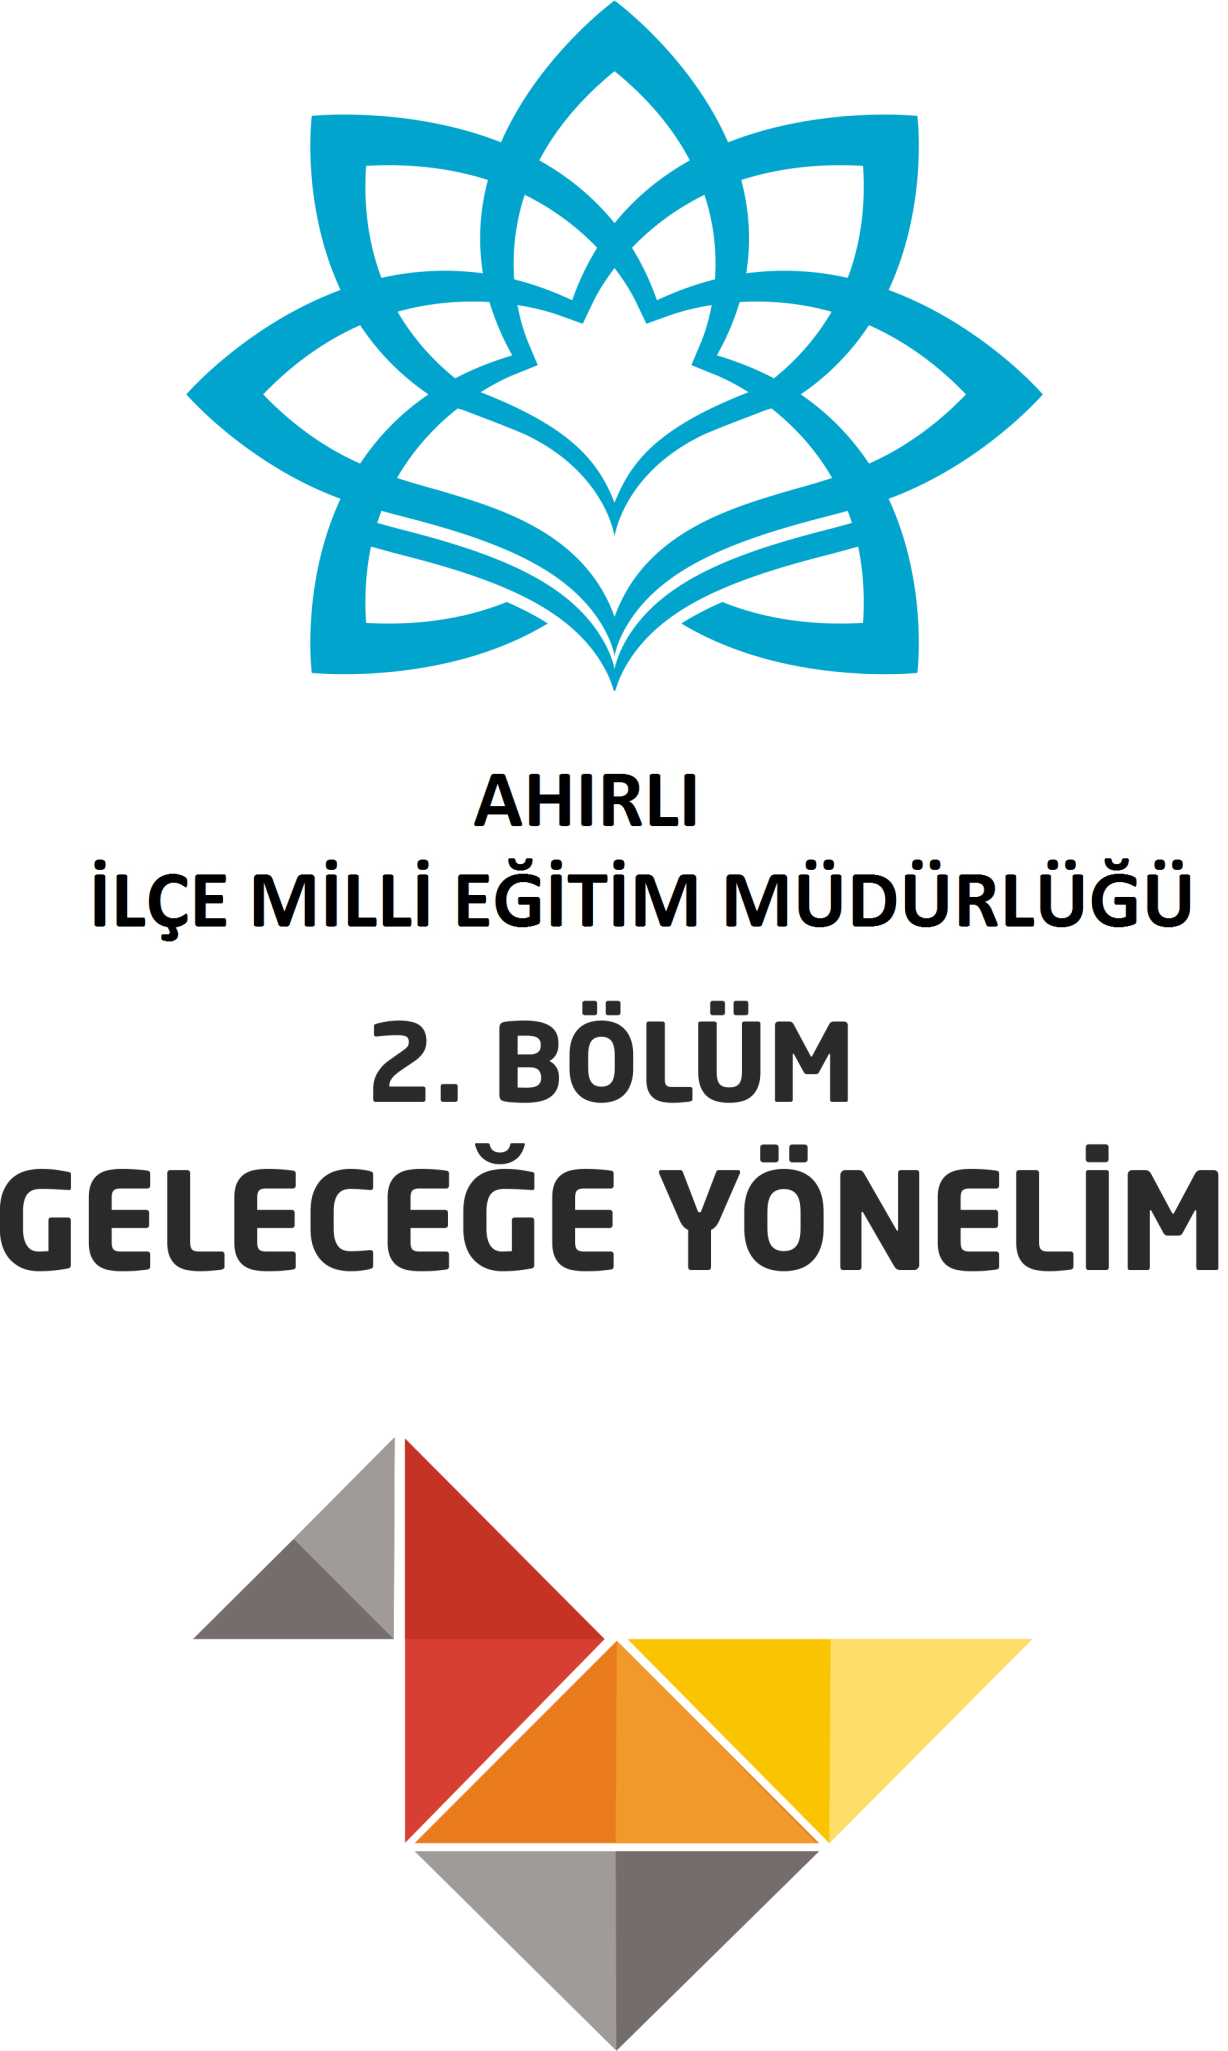 AHIRLI
İLÇE MİLLİ EĞİTİM MÜDÜRLÜĞÜ
2. BÖLÜM
GELECEĞE YÖNELİM